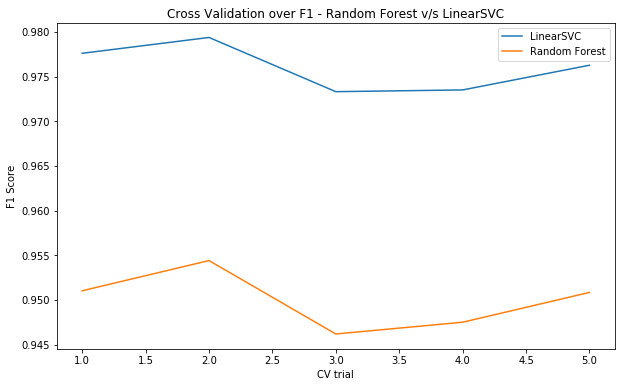 Cross Validation over F1 - Random Forest v/s LinearSVC
LinearSVC
Random Forest
F1 Score
0.980
0.975
0.970
0.965
0.960
0.955
0.950
0.945
1.0 1.5 2.0 2.5 3.0 3.5 4.0 4.5 5.0
CV trial